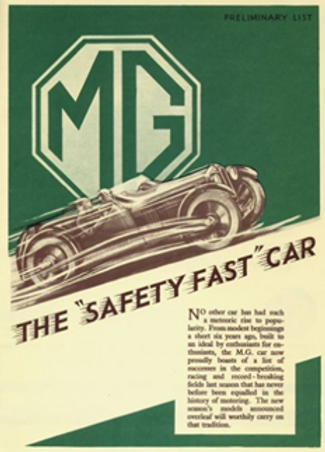 PRELIMINARY LIST
MG
THE "SAFETY FAST" CAR
NO other car has had such
a meteoric rise to popu-
larity. From modest beginnings
a short six years ago, built to
an ideal by enthusiasts for en-
thusiasts, the M.G. car now
proudly boasts of a list of
successes in the competition,
racing and record-breaking
fields last season that has never
before been equalled in the
history of motoring. The new
season's models announced
overleaf will worthily carry on
that tradition.